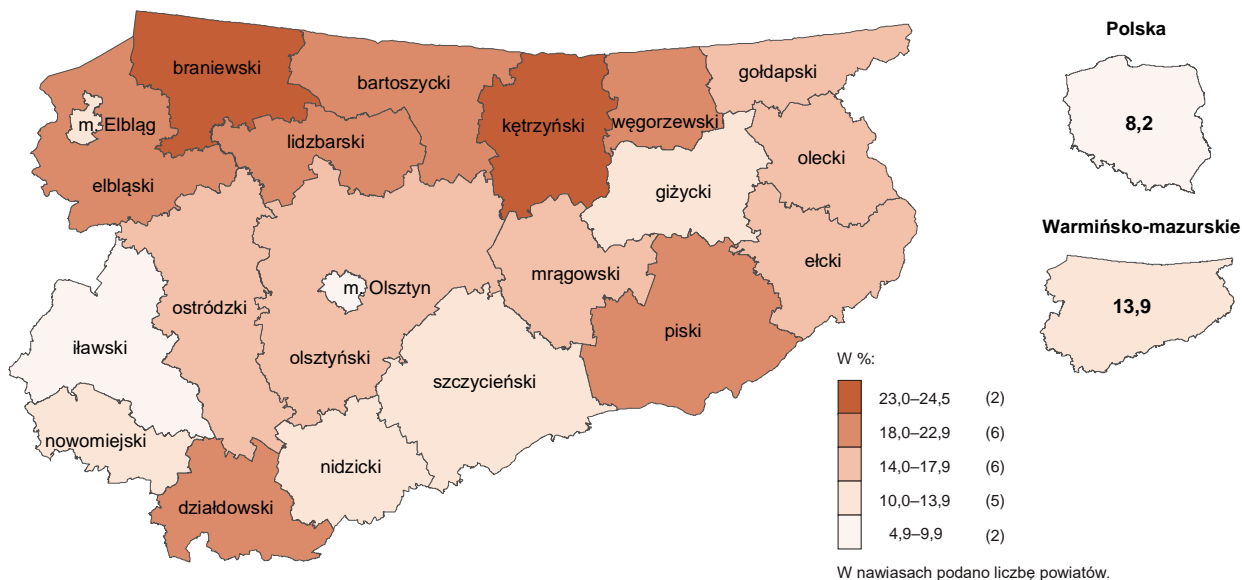 Polska
braniewski
gołdapski
bartoszycki
8,2
m. Elbląg
kętrzyński
węgorzewski
lidzbarski
olecki
elbląski
giżycki
Warmińsko-mazurskie
ełcki
mrągowski
m. Olsztyn
ostródzki
13,9
piski
iławski
olsztyński
szczycieński
W %:
23,0–24,5 (2)
18,0–22,9 (6)
nowomiejski
nidzicki
14,0–17,9 (6)
10,0–13,9 (5)
działdowski
4,9–9,9 (2)
W nawiasach podano liczbę powiatów.